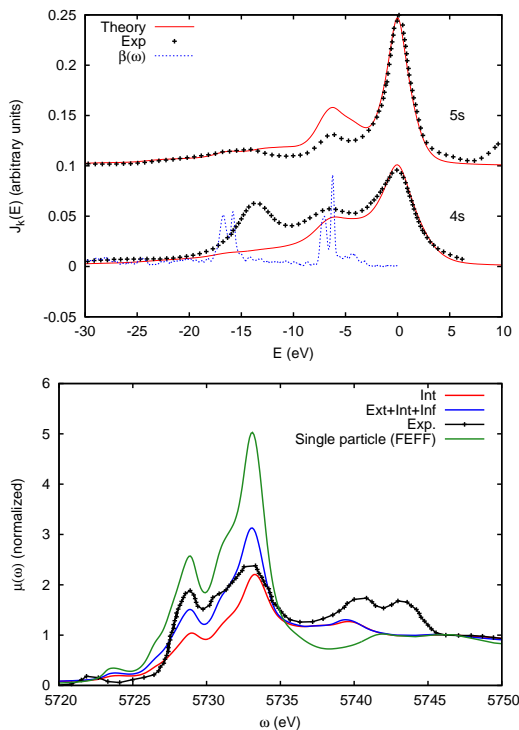 Theory
Exp
β(ω)
5s
4s
J_k(E) (arbitrary units)
0.25
0.2
0.15
0.1
0.05
0
-0.05
-30 -25 -20 -15 -10 -5 0 5 10
E (eV)
Int
Ext+Int+Inf
Exp.
Single particle (FEFF)
μ(ω) (normalized)
6
5
4
3
2
1
0
5720 5725 5730 5735 5740 5745 5750
ω (eV)